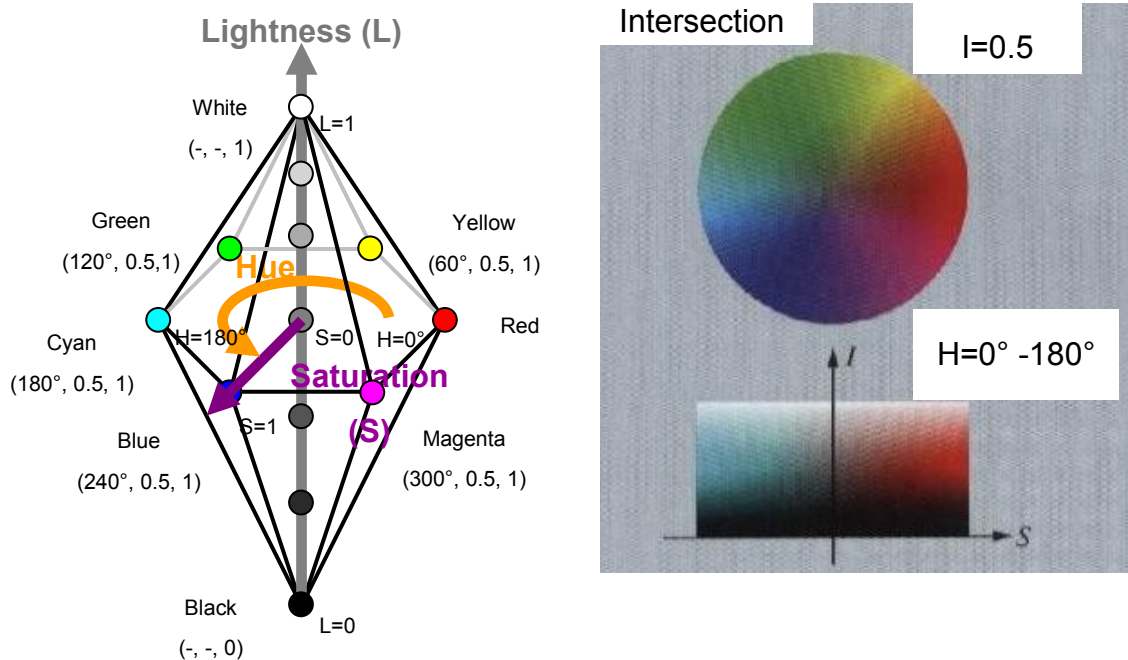 Lightness (L)
White
(-, -, 1)
L=1
Green
(120°, 0.5,1)
Yellow
(60°, 0.5, 1)
Hue
Cyan
(180°, 0.5, 1)
H=180°
S=0
H=0°
Red
Saturation
(S)
S=1
Blue
(240°, 0.5, 1)
Magenta
(300°, 0.5, 1)
Black
(-, -, 0)
L=0
Intersection
I=0.5
H=0° -180°
I
S